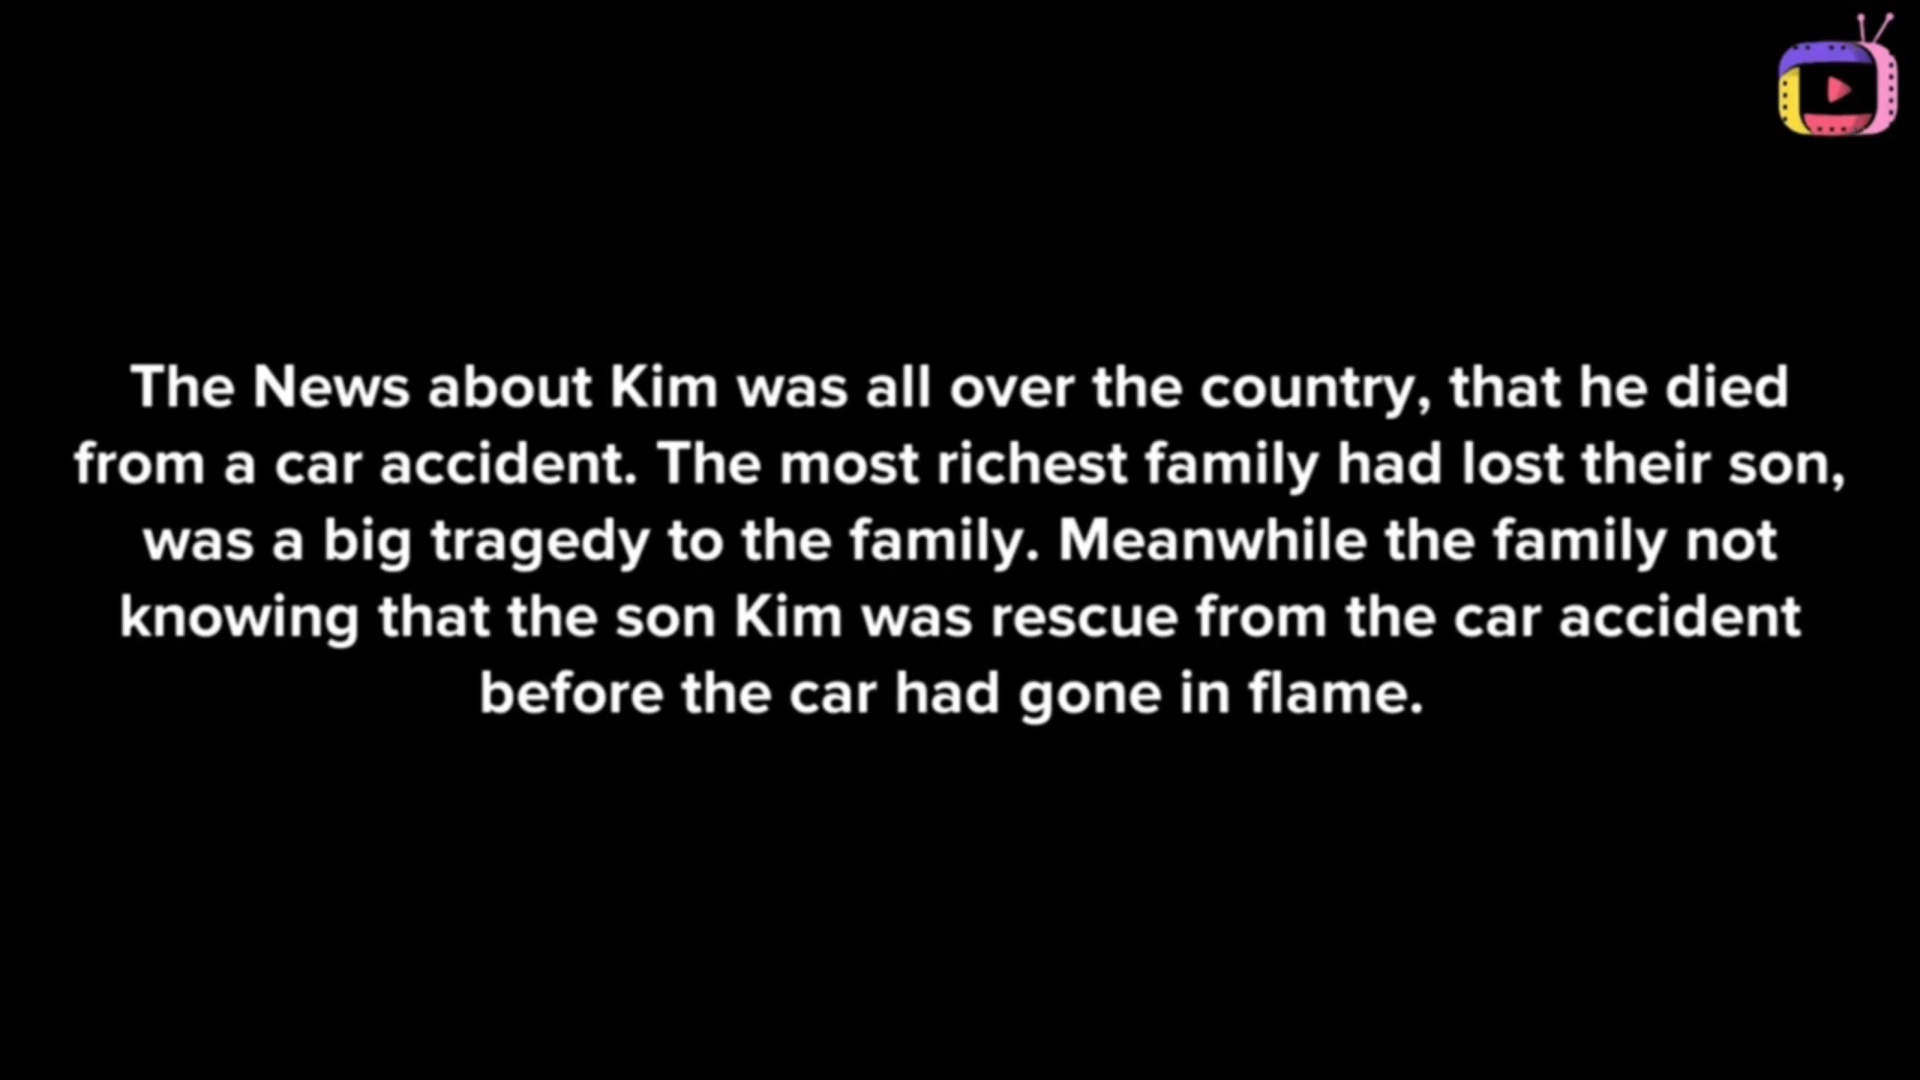 The News about Kim was all over the country, that he died
from a car accident. The most richest family had lost their son,
was a big tragedy to the family. Meanwhile the family not
knowing that the son Kim was rescue from the car accident
before the car had gone in flame.